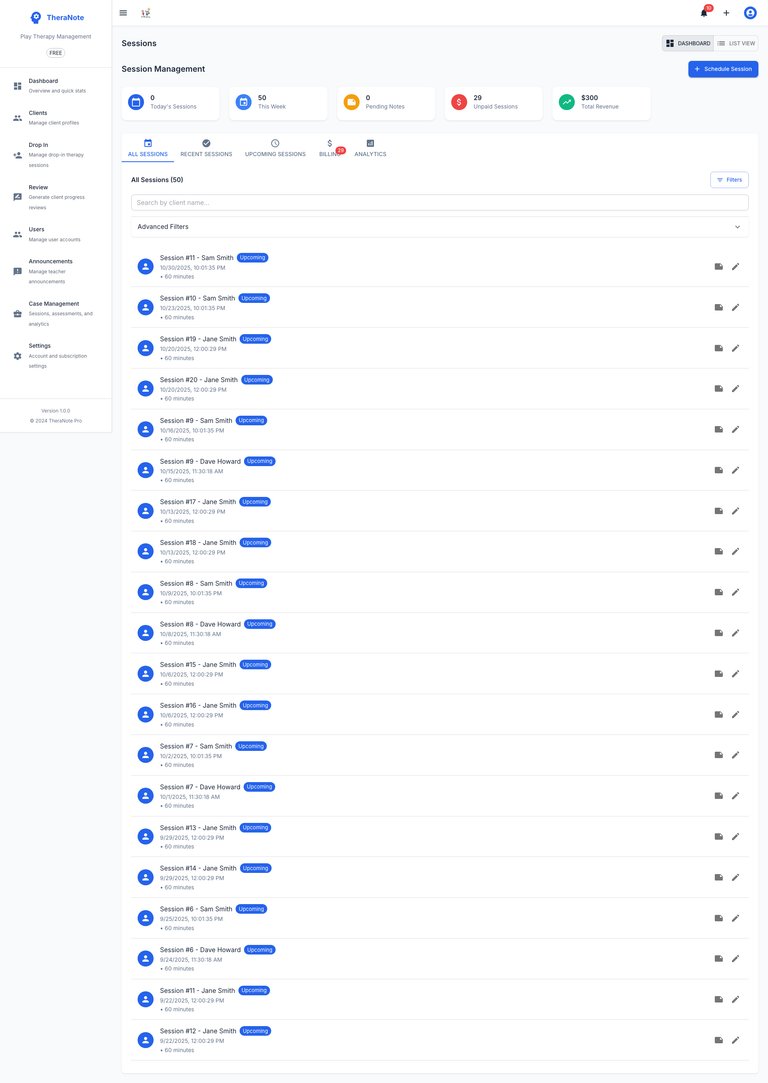 TheraNote
Play Therapy Management
FREE
Dashboard
Overview and quick stats
Clients
Manage client profiles
Drop In
Manage drop-in therapy
sessions
Review
Generate client progress
reviews
Users
Manage user accounts
Announcements
Manage teacher
announcements
Case Management
Sessions, assessments, and
analytics
Settings
Account and subscription
settings
Version 1.0.0
© 2024 TheraNote Pro
Sessions
DASHBOARD
LIST VIEW
Session Management
Schedule Session
0
Today's Sessions
50
This Week
0
Pending Notes
29
Unpaid Sessions
$300
Total Revenue
ALL SESSIONS
RECENT SESSIONS
UPCOMING SESSIONS
BILLING
29
ANALYTICS
All Sessions (50)
Filters
Search by client name...
Advanced Filters
Session #11 - Sam Smith Upcoming
10/30/2025, 10:01:35 PM
• 60 minutes
Session #10 - Sam Smith Upcoming
10/23/2025, 10:01:35 PM
• 60 minutes
Session #19 - Jane Smith Upcoming
10/20/2025, 12:00:29 PM
• 60 minutes
Session #20 - Jane Smith Upcoming
10/20/2025, 12:00:29 PM
• 60 minutes
Session #9 - Sam Smith Upcoming
10/16/2025, 10:01:35 PM
• 60 minutes
Session #9 - Dave Howard Upcoming
10/15/2025, 11:30:18 AM
• 60 minutes
Session #17 - Jane Smith Upcoming
10/13/2025, 12:00:29 PM
• 60 minutes
Session #18 - Jane Smith Upcoming
10/13/2025, 12:00:29 PM
• 60 minutes
Session #8 - Sam Smith Upcoming
10/9/2025, 10:01:35 PM
• 60 minutes
Session #8 - Dave Howard Upcoming
10/8/2025, 11:30:18 AM
• 60 minutes
Session #15 - Jane Smith Upcoming
10/6/2025, 12:00:29 PM
• 60 minutes
Session #16 - Jane Smith Upcoming
10/6/2025, 12:00:29 PM
• 60 minutes
Session #7 - Sam Smith Upcoming
10/2/2025, 10:01:35 PM
• 60 minutes
Session #7 - Dave Howard Upcoming
10/1/2025, 11:30:18 AM
• 60 minutes
Session #13 - Jane Smith Upcoming
9/29/2025, 12:00:29 PM
• 60 minutes
Session #14 - Jane Smith Upcoming
9/29/2025, 12:00:29 PM
• 60 minutes
Session #6 - Sam Smith Upcoming
9/25/2025, 10:01:35 PM
• 60 minutes
Session #6 - Dave Howard Upcoming
9/24/2025, 11:30:18 AM
• 60 minutes
Session #11 - Jane Smith Upcoming
9/22/2025, 12:00:29 PM
• 60 minutes
Session #12 - Jane Smith Upcoming
9/22/2025, 12:00:29 PM
• 60 minutes